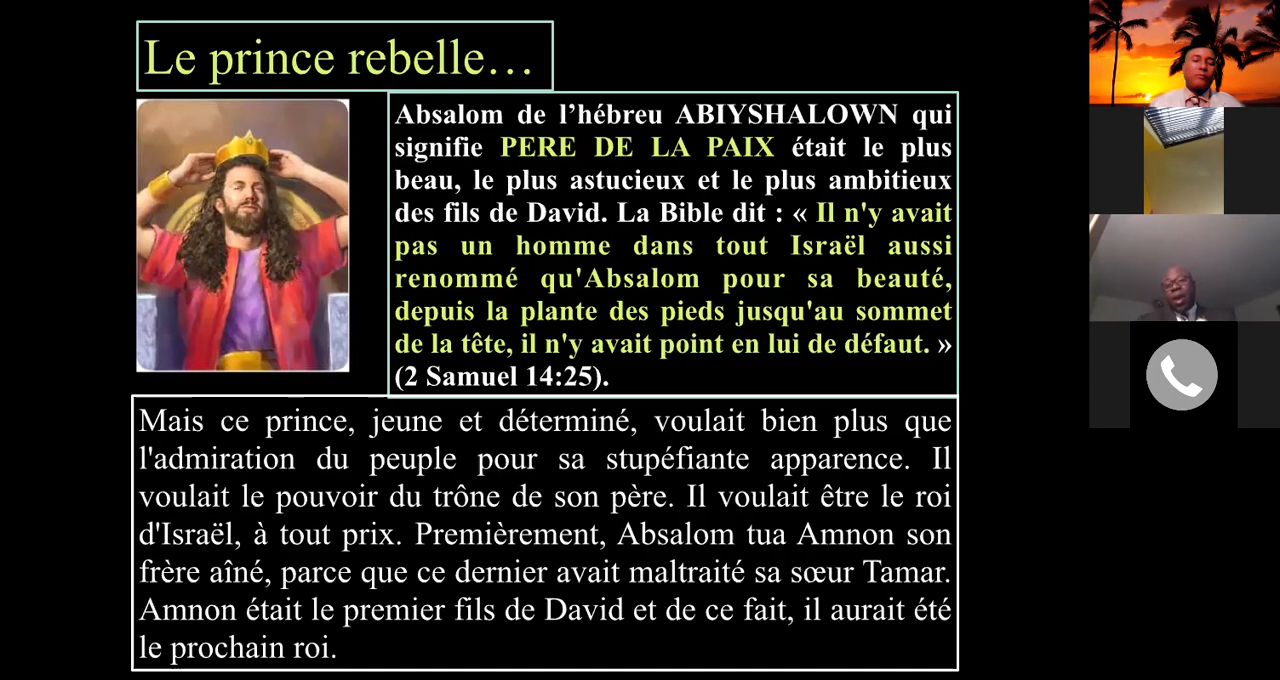 Le prince rebelle…
Absalom de l’hébreu ABIYSHALOWN qui
signifie PERE DE LA PAIX était le plus
beau, le plus astucieux et le plus ambitieux
des fils de David. La Bible dit : « Il n'y avait
pas un homme dans tout Israël aussi
renommé qu'Absalom pour sa beauté,
depuis la plante des pieds jusqu'au sommet
de la tête, il n'y avait point en lui de défaut. »
(2 Samuel 14:25).
Mais ce prince, jeune et déterminé, voulait bien plus que
l'admiration du peuple pour sa stupéfiante apparence. Il
voulait le pouvoir du trône de son père. Il voulait être le roi
d'Israël, à tout prix. Premièrement, Absalom tua Amnon son
frère aîné, parce que ce dernier avait maltraité sa sœur Tamar.
Amnon était le premier fils de David et de ce fait, il aurait été
le prochain roi.